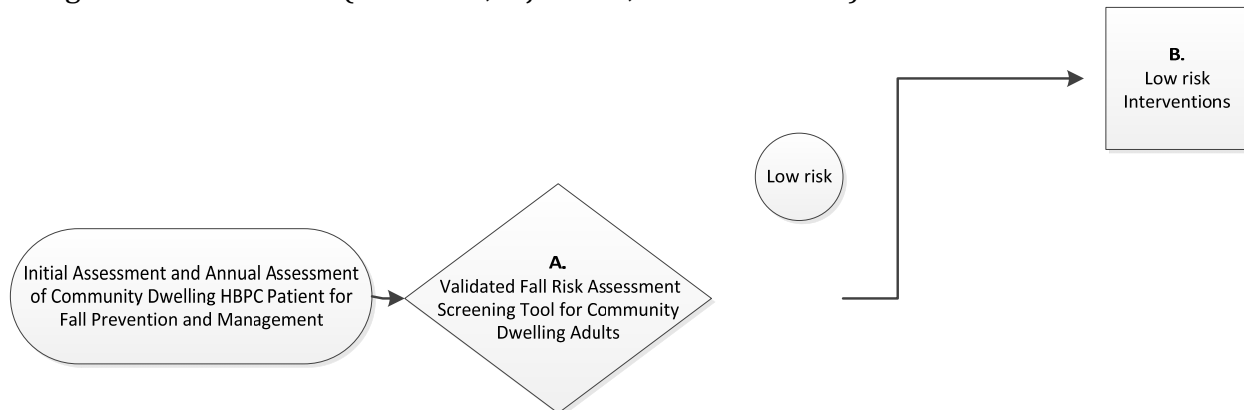 Initial Assessment and Annual Assessment
of Community Dwelling HBPC Patient for
Fall Prevention and Management
A.
Validated Fall Risk Assessment
Screening Tool for Community
Dwelling Adults
Low risk
B.
Low risk
Interventions